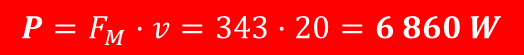 P = F_M · v = 343 · 20 = 6 860 W